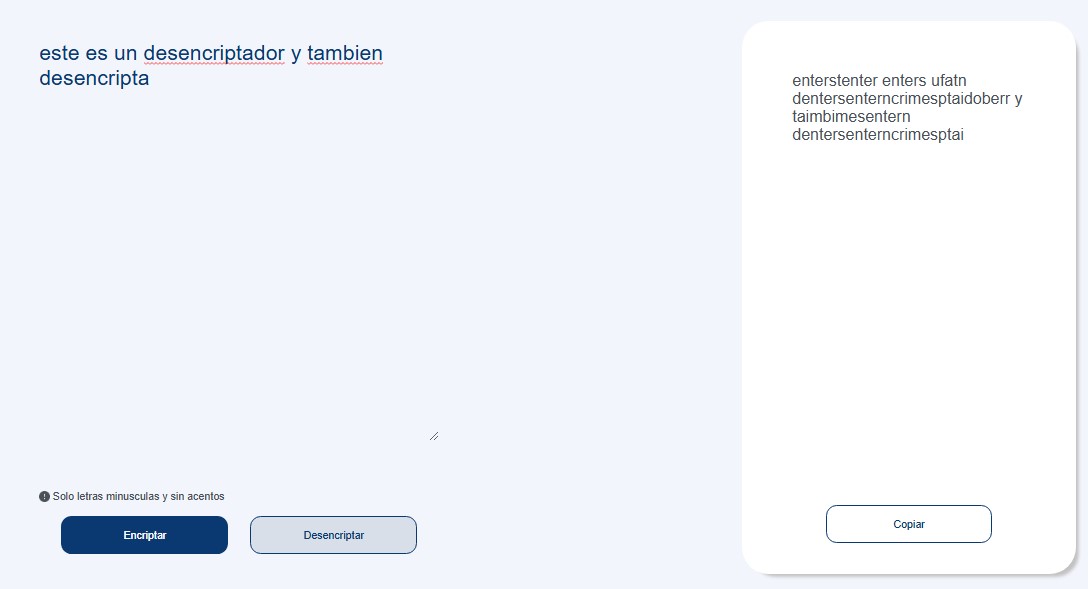 este es un desencriptador y tambien
desencripta
enterstenter enters ufatn
dentersenterncrimesptaidoberr y
taimbimesentern
dentersenterncrimesptai
Solo letras minusculas y sin acentos
Encriptar
Desencriptar
Copiar